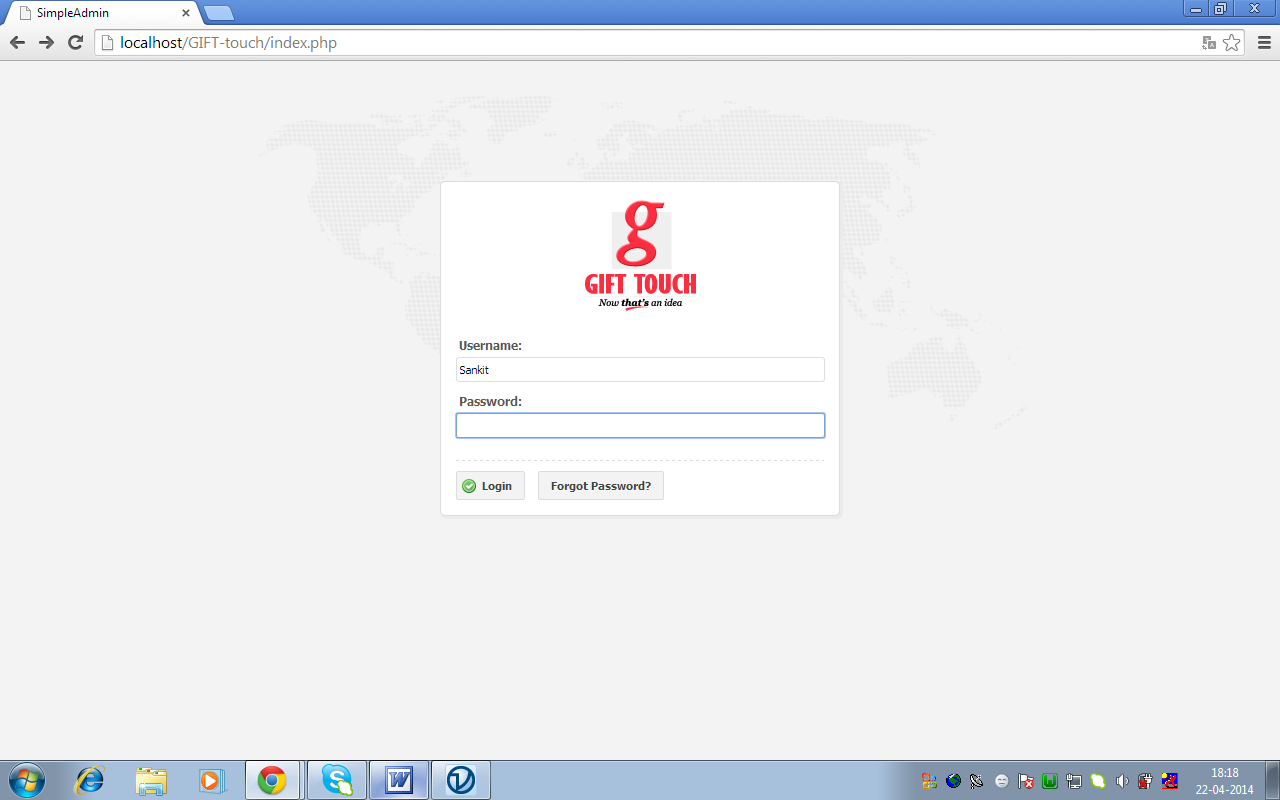 SimpleAdmin
localhost/GIFT-touch/index.php
g
GIFT TOUCH
Now that's an idea
Username:
Sankit
Password:
Login
Forgot Password?
18:18
22-04-2014